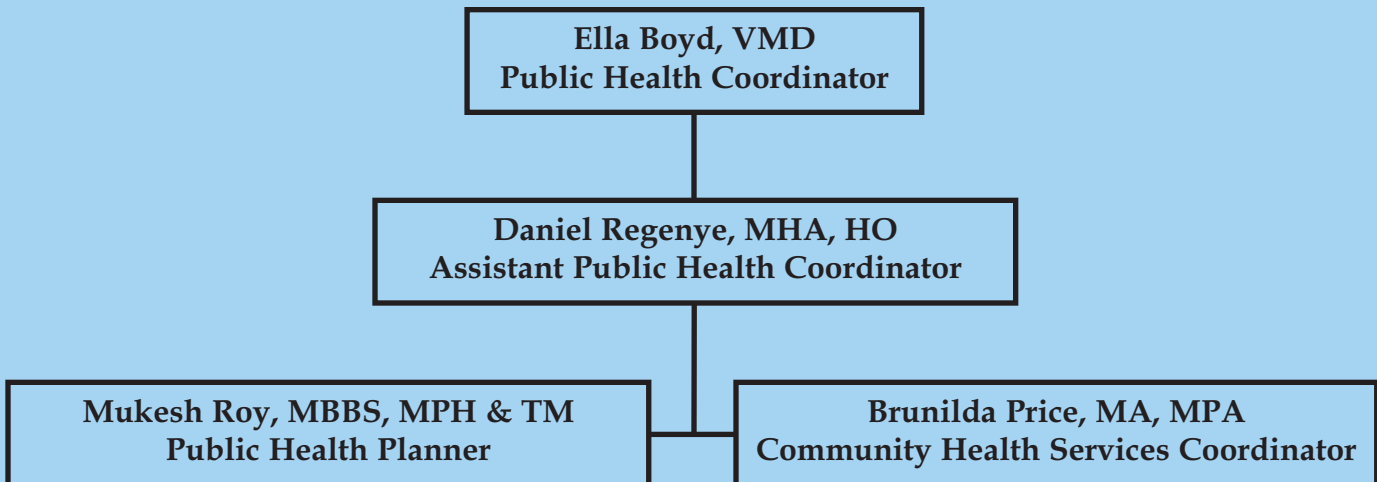 Ella Boyd, VMD
Public Health Coordinator
Daniel Regenye, MHA, HO
Assistant Public Health Coordinator
Mukesh Roy, MBBS, MPH & TM
Public Health Planner
Brunilda Price, MA, MPA
Community Health Services Coordinator